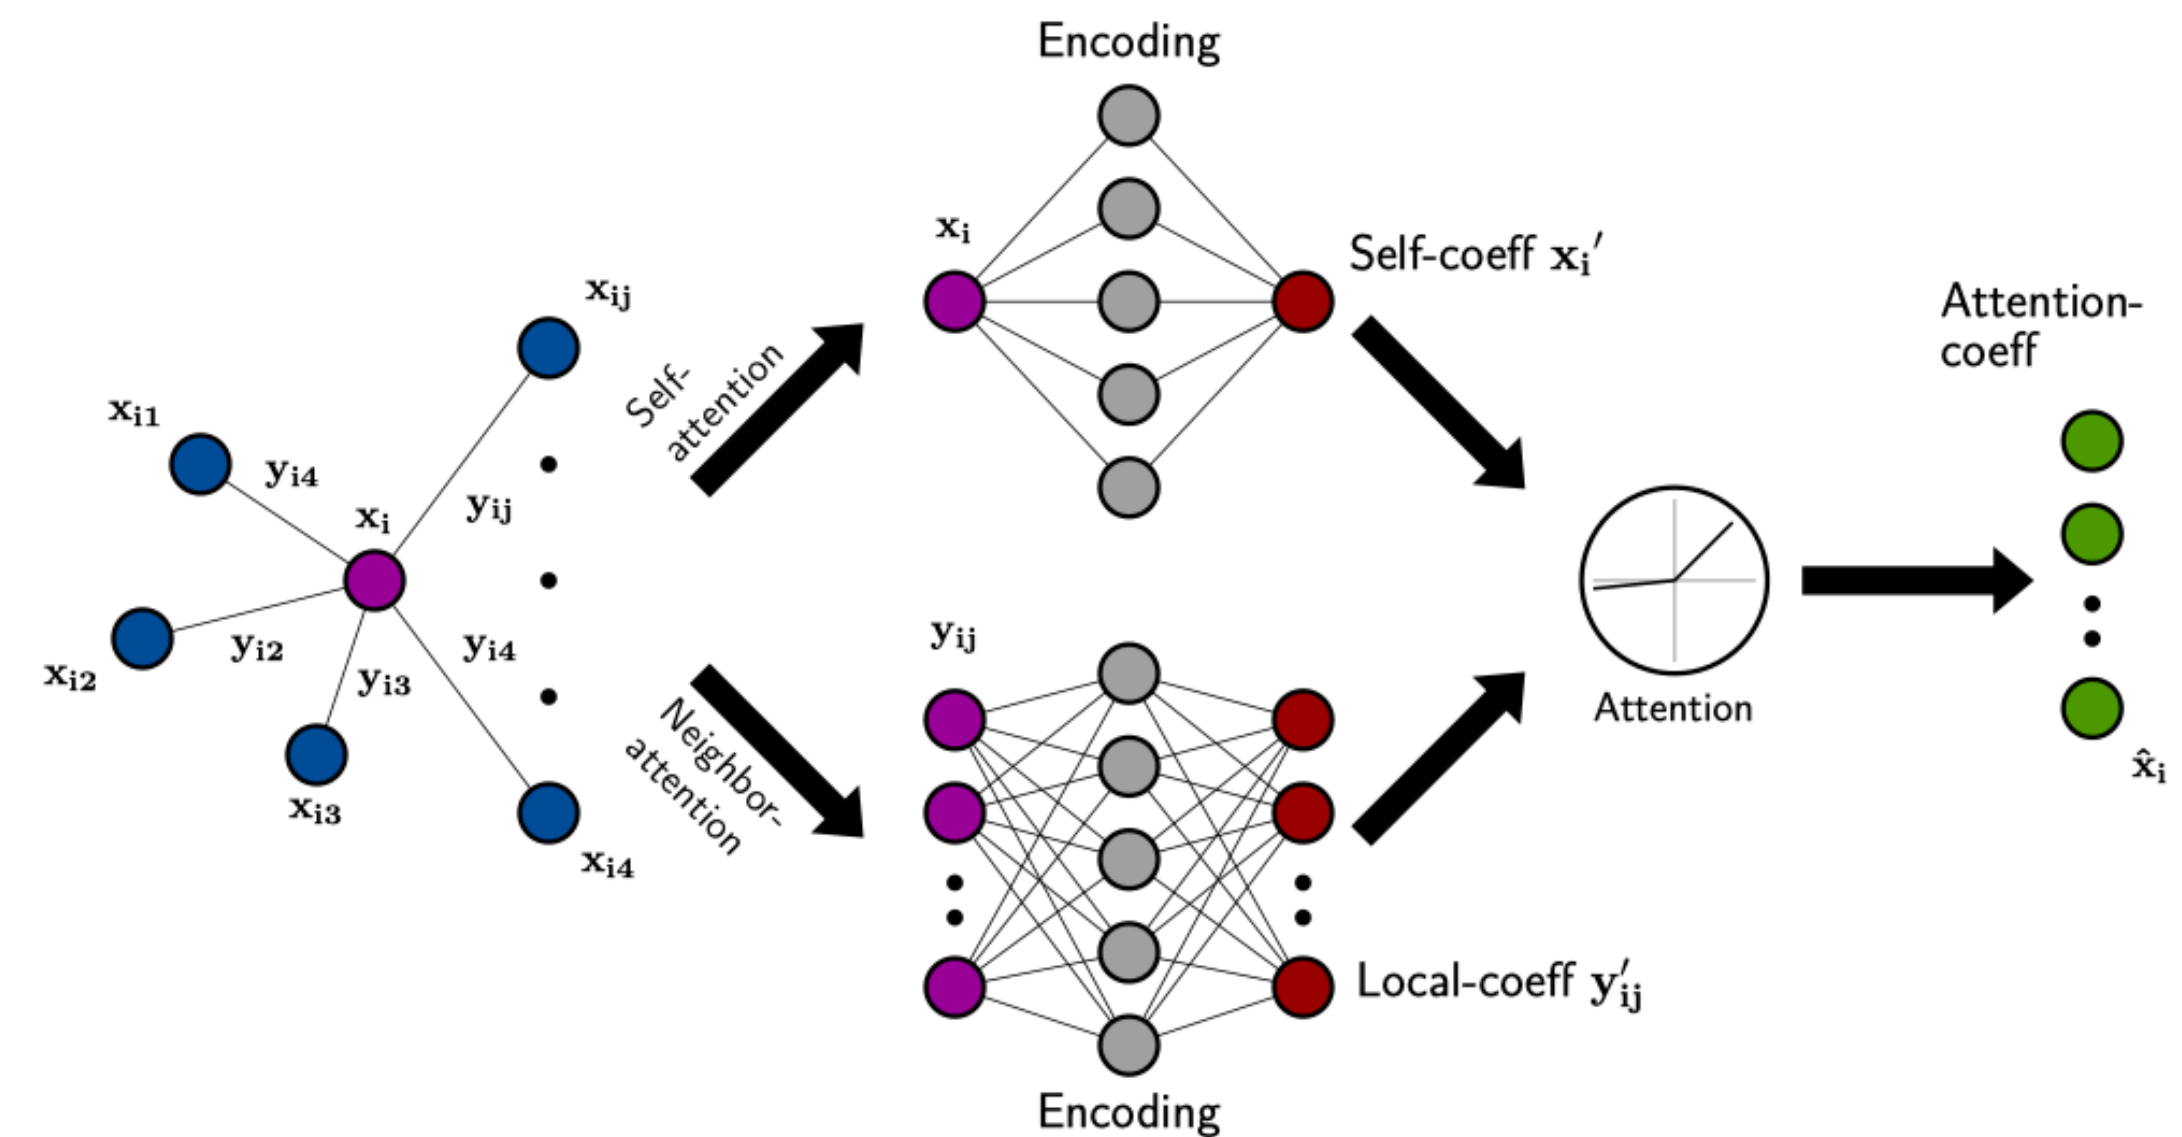 Encoding
x_i
Self-coeff x_i′
x_ij
Self-
attention
Attention-
coeff
x_i1
y_i4
y_ij
x_i
y_i2
y_i3
y_i4
x_i2
x_i3
x_i4
Neighbor-
attention
y_ij
Attention
x̂_i
Local-coeff y′_ij
Encoding